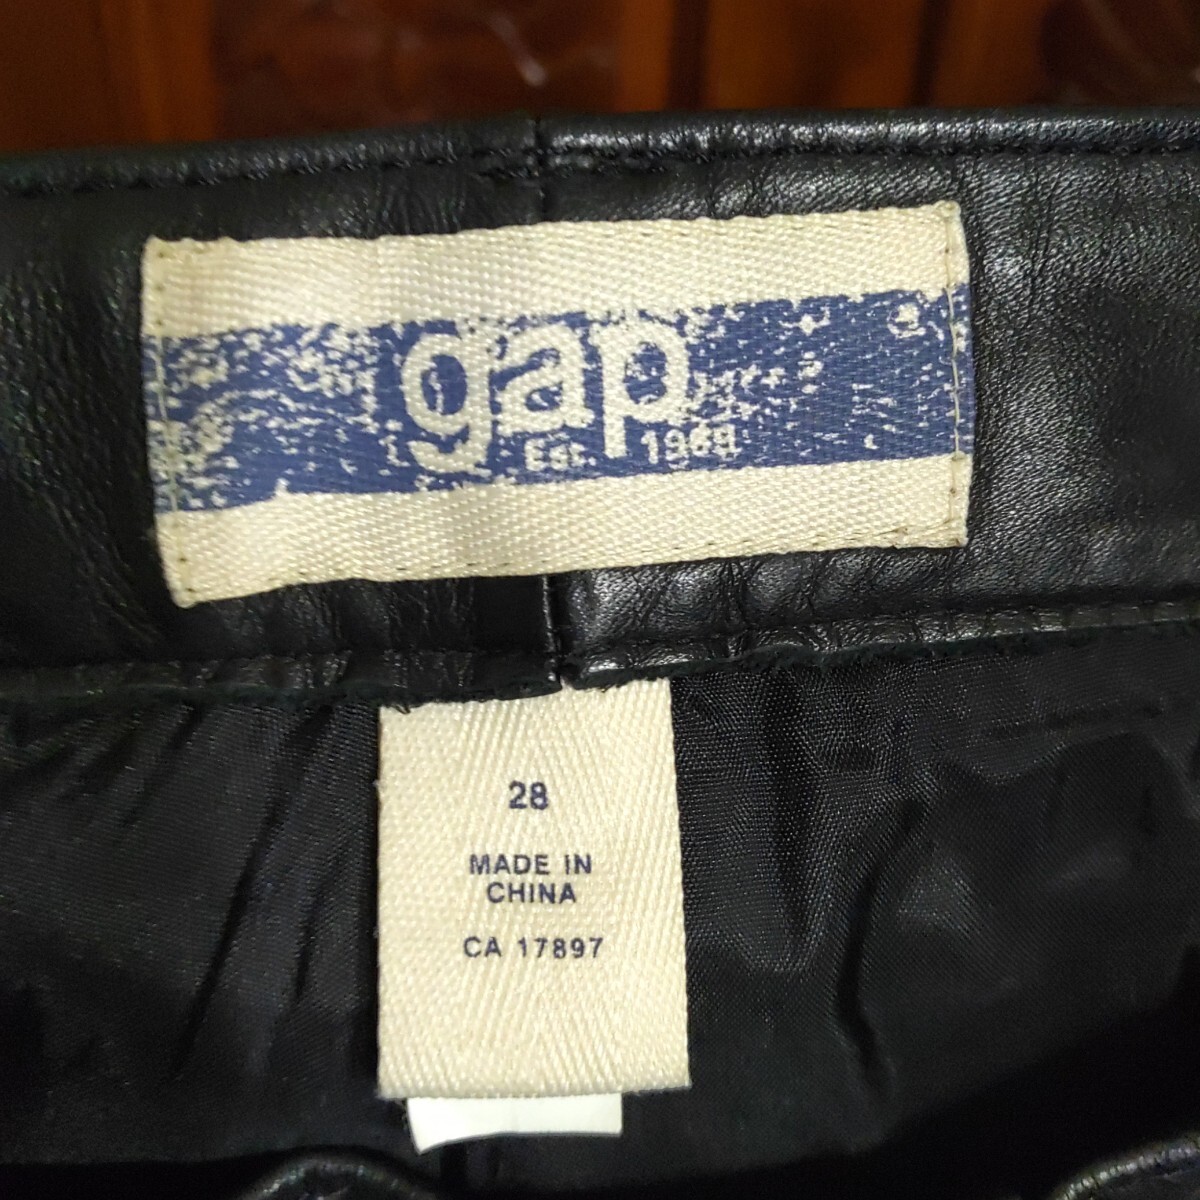 gap
EST. 1969
28
MADE IN
CHINA
CA 17897